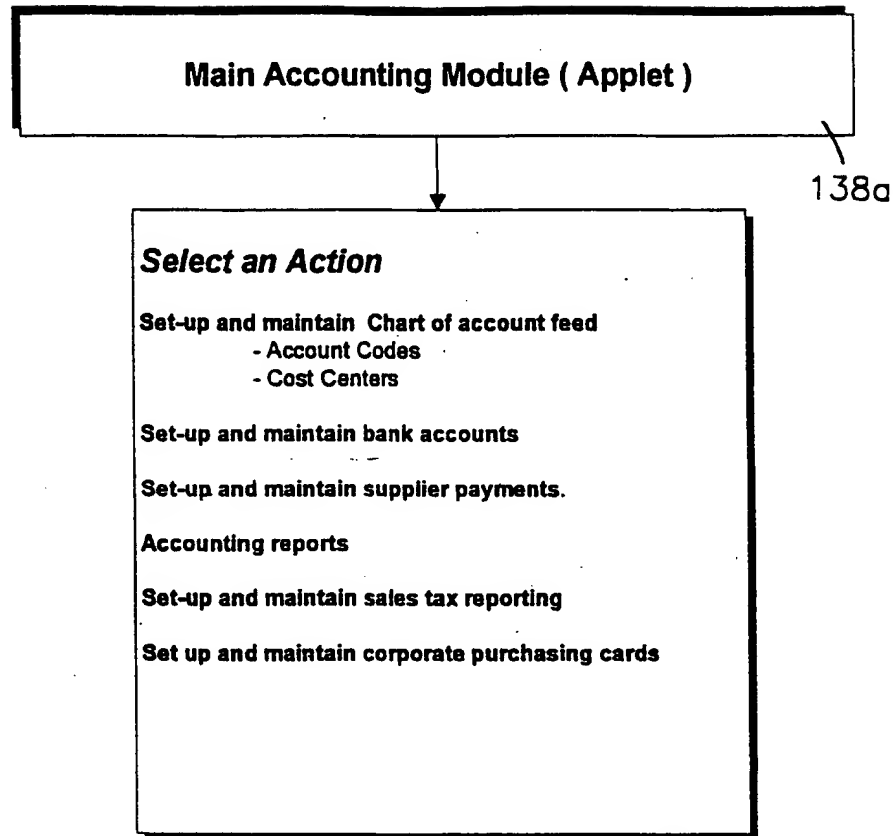 Main Accounting Module ( Applet )
138a
Select an Action
Set-up and maintain Chart of account feed
- Account Codes
- Cost Centers
Set-up and maintain bank accounts
Set-up and maintain supplier payments.
Accounting reports
Set-up and maintain sales tax reporting
Set up and maintain corporate purchasing cards